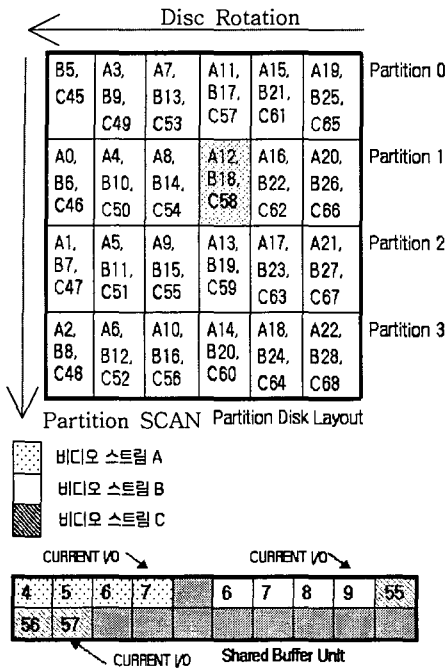 Disc Rotation
B5, A3, A7, A11, A15, A19, Partition 0
C45 B9, B13, B17, B21, B25,
C49 C53 C57 C61 C65
A0, A4, A8, A12, A16, A20, Partition 1
B6, B10, B14, B18, B22, B26,
C46 C50 C54 C58 C62 C66
A1, A5, A9, A13, A17, A21, Partition 2
B7, B11, B15, B19, B23, B27,
C47 C51 C55 C59 C63 C67
A2, A6, A10, A14, A18, A22, Partition 3
B8, B12, B16, B20, B24, B28,
C48 C52 C56 C60 C64 C68
Partition SCAN Partition Disk Layout
비디오 스트림 A
비디오 스트림 B
비디오 스트림 C
CURRENT I/O CURRENT I/O
4 5 6 7 6 7 8 9 55
56 57
CURRENT I/O Shared Buffer Unit